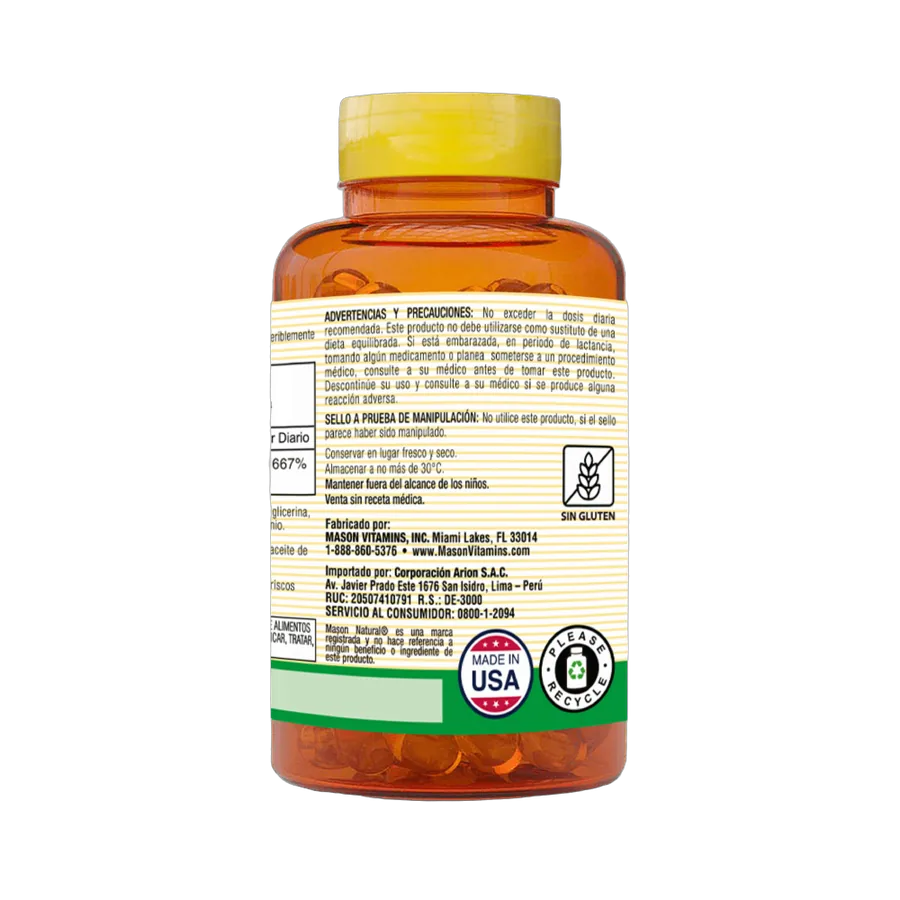 eriblemente
r Diario
667%
glicerina,
nio.
aceite de
riscos
ALIMENTOS
ICAR, TRATAR,
ADVERTENCIAS Y PRECAUCIONES: No exceder la dosis diaria
recomendada. Este producto no debe utilizarse como sustituto de una
dieta equilibrada. Si está embarazada, en periodo de lactancia,
tomando algún medicamento o planea someterse a un procedimiento
médico, consulte a su médico antes de tomar este producto.
Descontinúe su uso y consulte a su médico si se produce alguna
reacción adversa.
SELLO A PRUEBA DE MANIPULACIÓN: No utilice este producto, si el sello
parece haber sido manipulado.
Conservar en lugar fresco y seco.
Almacenar a no más de 30°C.
Mantener fuera del alcance de los niños.
Venta sin receta médica.
SIN GLUTEN
Fabricado por:
MASON VITAMINS, INC. Miami Lakes, FL 33014
1-888-860-5376 • www.MasonVitamins.com
Importado por: Corporación Arion S.A.C.
Av. Javier Prado Este 1676 San Isidro, Lima – Perú
RUC: 20507410791 R.S.: DE-3000
SERVICIO AL CONSUMIDOR: 0800-1-2094
Mason Natural® es una marca
registrada y no hace referencia a
ningún beneficio o ingrediente de
este producto.
MADE IN
USA
PLEASE
RECYCLE